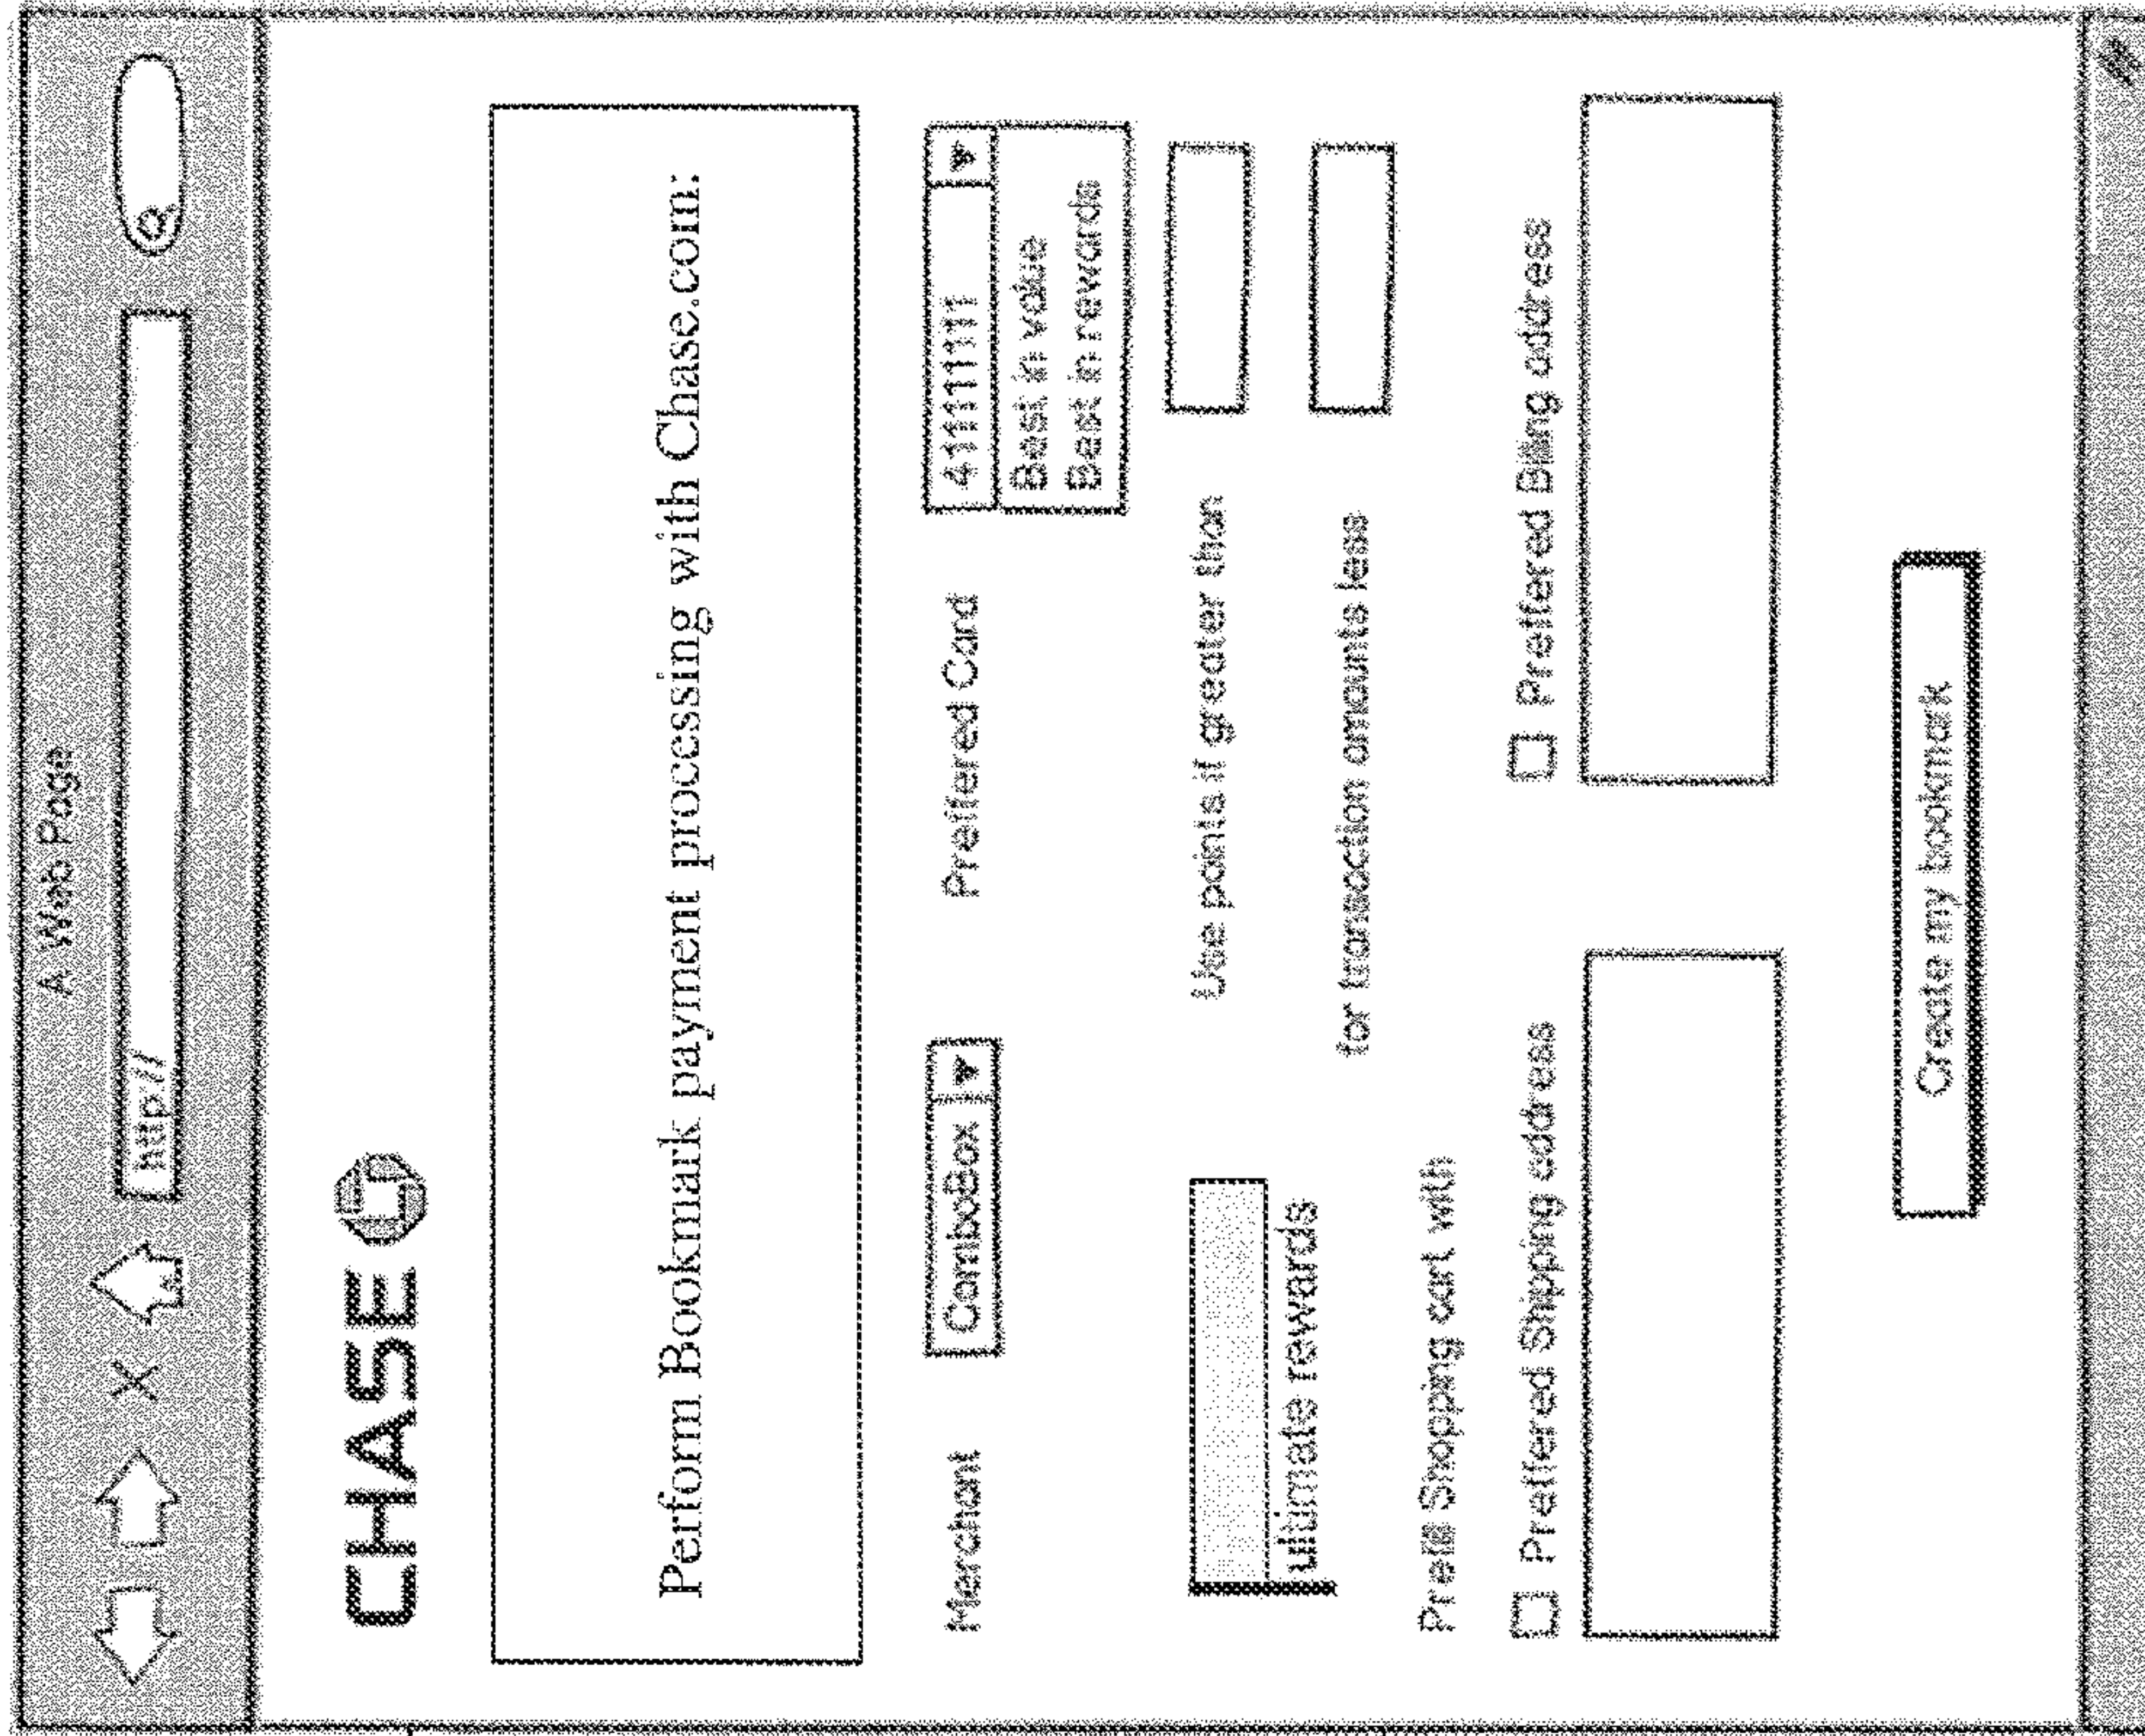 A Web Page
http://
CHASE
Perform Bookmark payment processing with Chase.com:
Merchant
ComboBox
Preffered Card
411111111
Best in value
Best in rewards
ultimate rewards
Use points if greater than
for transaction amounts less
Prefill Shopping cart with
Preffered Shipping address
Preffered Billing address
Create my bookmark